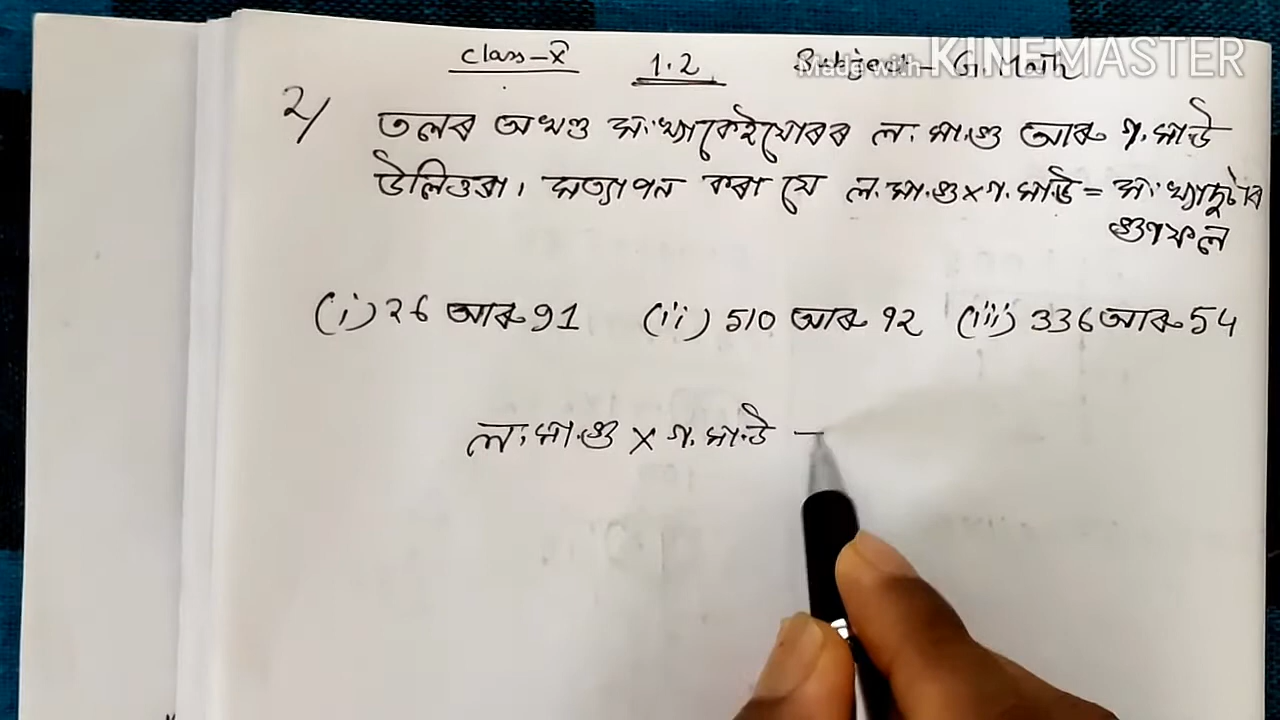 Class-X 1.2 Subject- G. Math
Made with KINEMASTER
2/ তলৰ অখণ্ড সংখ্যাকেইযোৰৰ ল. সা.গু আৰু গ.সা.উ
উলিওৱা। সত্যাপন কৰা যে ল.সা.গু×গ.সা.উ = সংখ্যাদুটাৰ
গুণফল
(i) 26 আৰু 91 (ii) 510 আৰু 92 (iii) 336 আৰু 54
ল.সা.গু × গ.সা.উ -